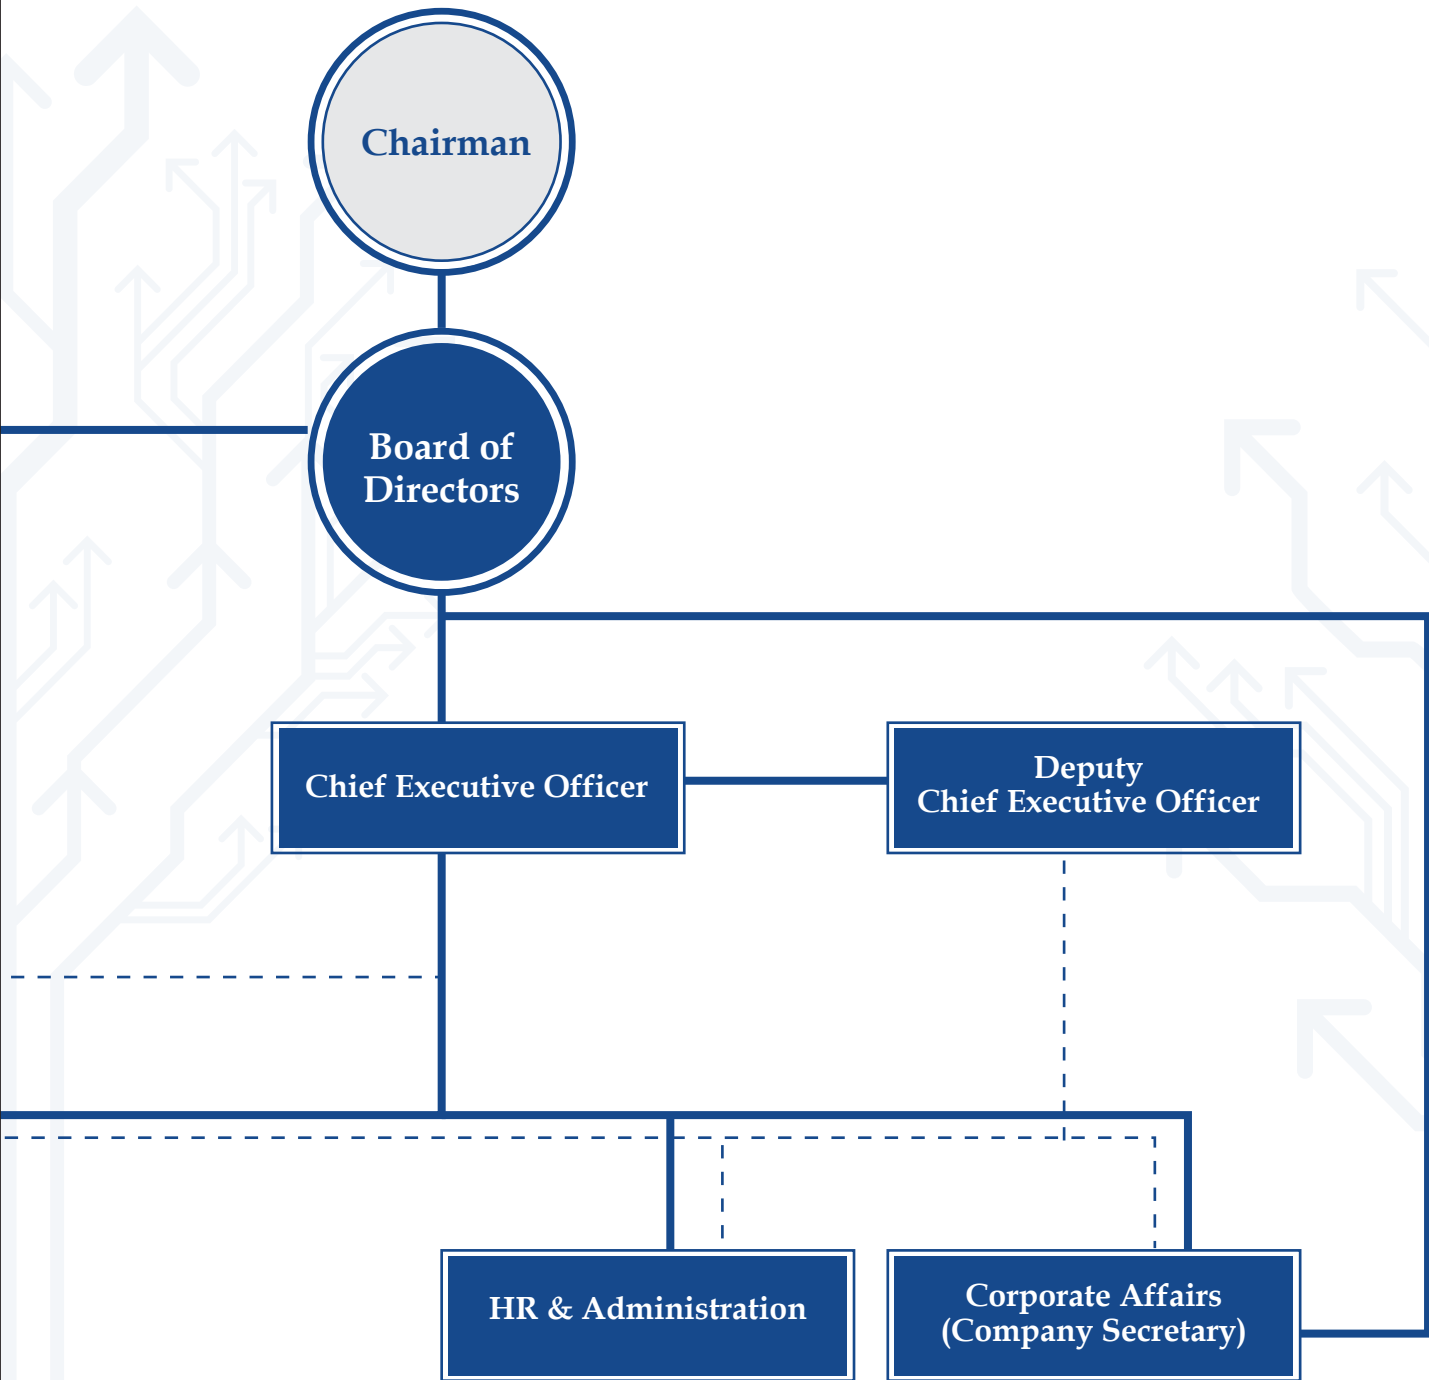 Chairman
Board of
Directors
Chief Executive Officer
Deputy
Chief Executive Officer
HR & Administration
Corporate Affairs
(Company Secretary)